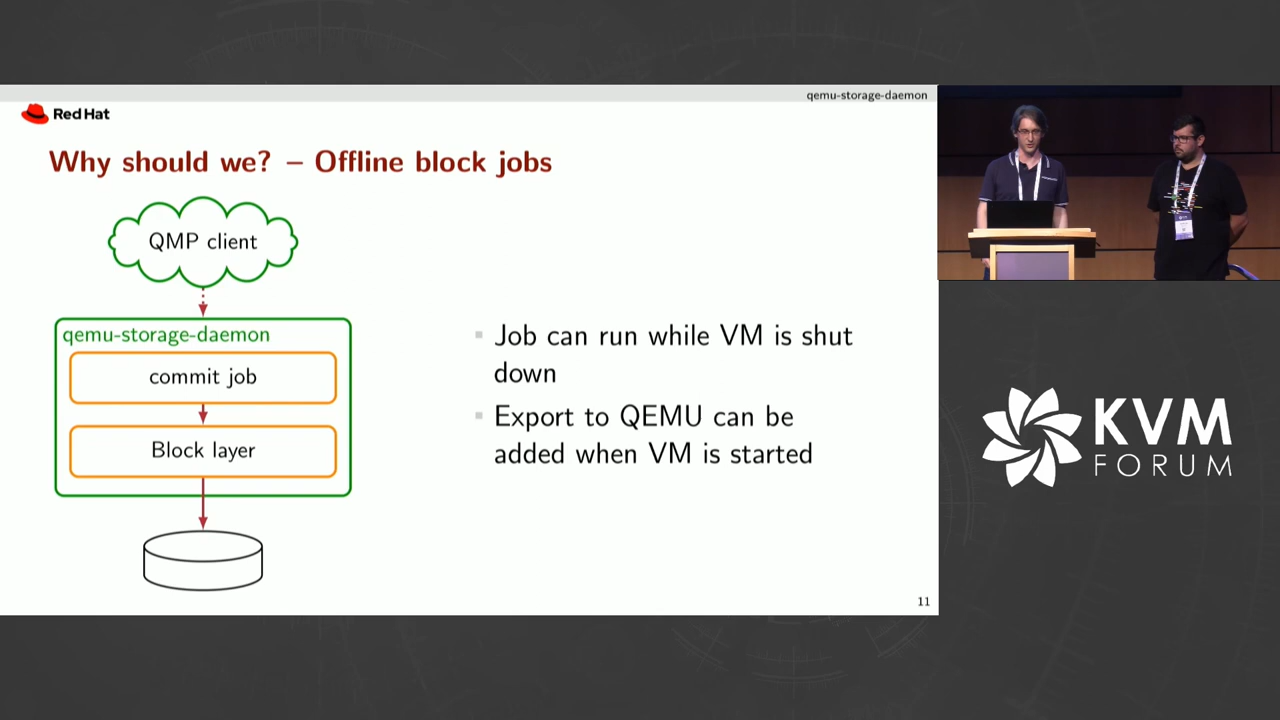 qemu-storage-daemon
Red Hat
Why should we? – Offline block jobs
QMP client
qemu-storage-daemon
commit job
Block layer
Job can run while VM is shut
down
Export to QEMU can be
added when VM is started
11
KVM
FORUM